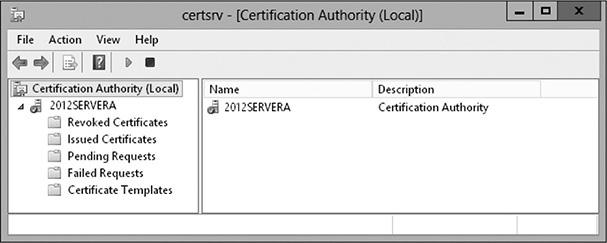 certsrv - [Certification Authority (Local)]
File Action View Help
Certification Authority (Local)
2012SERVERA
Revoked Certificates
Issued Certificates
Pending Requests
Failed Requests
Certificate Templates
Name Description
2012SERVERA Certification Authority